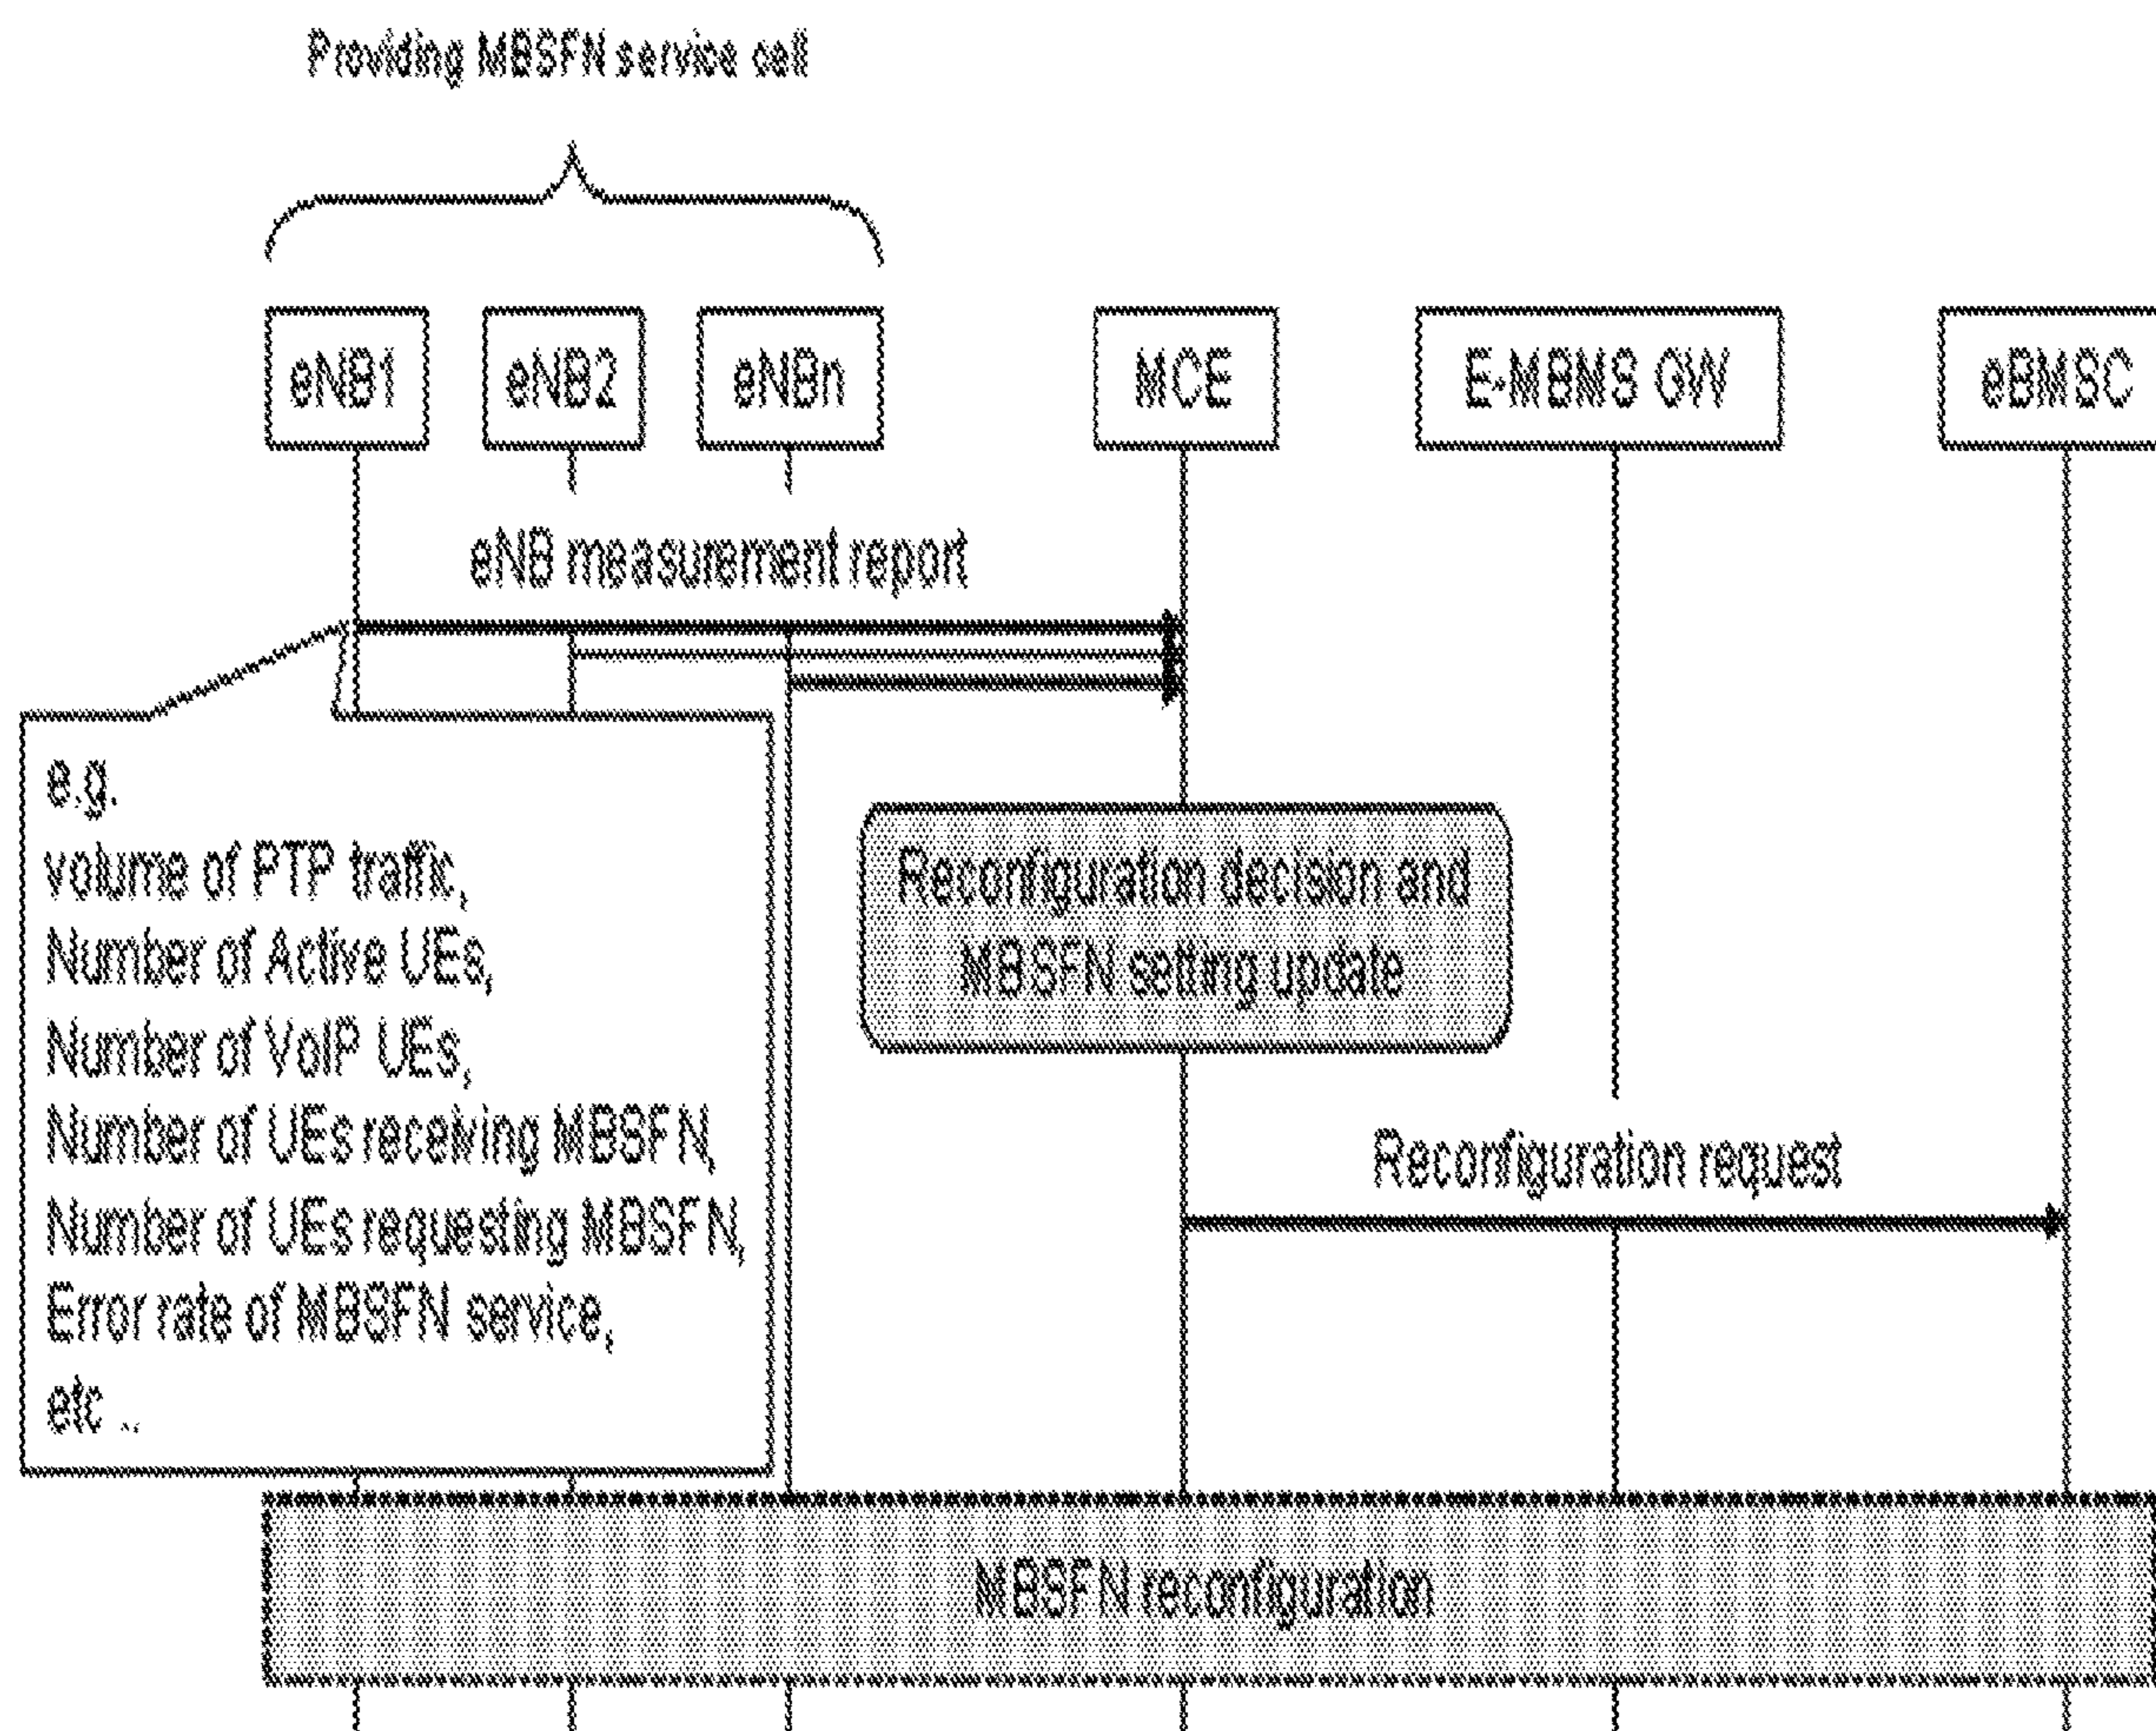 Providing MBSFN service cell
eNB1
eNB2
eNBn
MCE
E-MBMS GW
eBMSC
eNB measurement report
e.g.
volume of PTP traffic,
Number of Active UEs,
Number of VoIP UEs,
Number of UEs receiving MBSFN,
Number of UEs requesting MBSFN,
Error rate of MBSFN service,
etc ..
Reconfiguration decision and
MBSFN setting update
Reconfiguration request
MBSFN reconfiguration